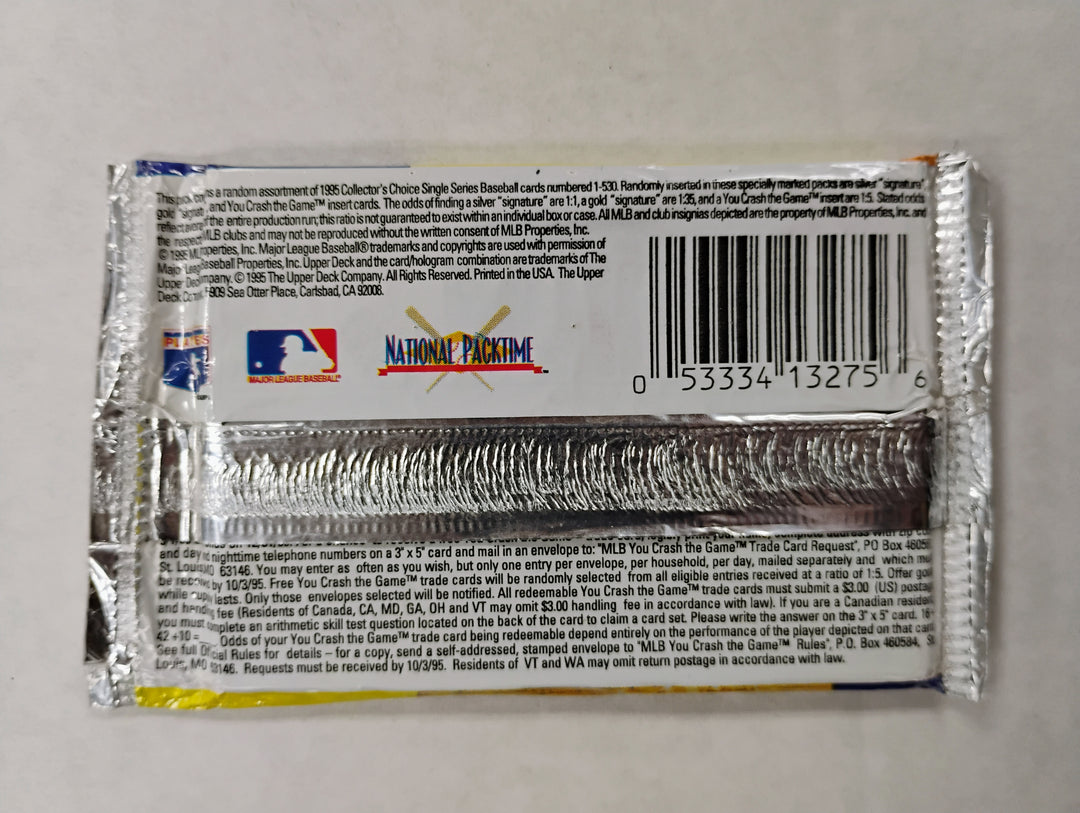 This pack contains a random assortment of 1995 Collector's Choice Single Series Baseball cards numbered 1-530. Randomly inserted in these specially marked packs are silver "signature"
gold and You Crash the Game™ insert cards. The odds of finding a silver "signature" are 1:1, a gold "signature" are 1:35, and a You Crash the Game™ insert are 1:5. Stated odds
reflect of the entire production run; this ratio is not guaranteed to exist within an individual box or case. All MLB and club insignias depicted are the property of MLB Properties, Inc. and
the MLB clubs and may not be reproduced without the written consent of MLB Properties, Inc.
© 1995 Properties, Inc. Major League Baseball® trademarks and copyrights are used with permission of
Major Baseball Properties, Inc. Upper Deck and the card/hologram combination are trademarks of The
Upper © 1995 The Upper Deck Company. All Rights Reserved. Printed in the USA. The Upper
Deck 5909 Sea Otter Place, Carlsbad, CA 92008.
PLAYERS
MAJOR LEAGUE BASEBALL®
NATIONAL PACKTIME™
0 53334 13275 6
and day nighttime telephone numbers on a 3" x 5" card and mail in an envelope to: "MLB You Crash the Game™ Trade Card Request", PO Box
St. Louis, MO 63146. You may enter as often as you wish, but only one entry per envelope, per household, per day, mailed separately and which
be by 10/3/95. Free You Crash the Game™ trade cards will be randomly selected from all eligible entries received at a ratio of 1:5. Offer
while lasts. Only those envelopes selected will be notified. All redeemable You Crash the Game™ trade cards must submit a $3.00 (US)
and fee (Residents of Canada, CA, MD, GA, OH and VT may omit $3.00 handling fee in accordance with law). If you are a Canadian
you must complete an arithmetic skill test question located on the back of the card to claim a card set. Please write the answer on the 3" x 5" card.
42 ÷10 = Odds of your You Crash the Game™ trade card being redeemable depend entirely on the performance of the player depicted on that
See full Official Rules for details – for a copy, send a self-addressed, stamped envelope to "MLB You Crash the Game™ Rules", P.O. Box 460584, St
Louis, MO 63146. Requests must be received by 10/3/95. Residents of VT and WA may omit return postage in accordance with law.